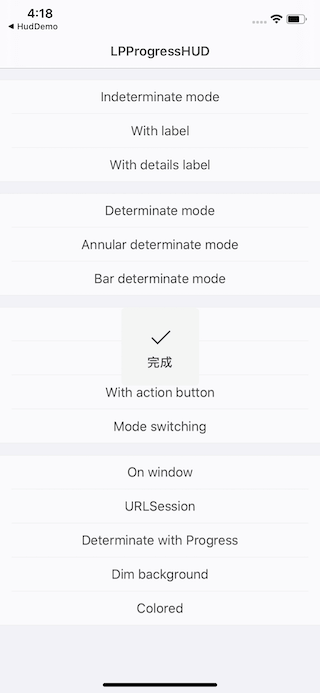 4:18
◀ HudDemo
LPProgressHUD
Indeterminate mode
With label
With details label
Determinate mode
Annular determinate mode
Bar determinate mode
完成
With action button
Mode switching
On window
URLSession
Determinate with Progress
Dim background
Colored